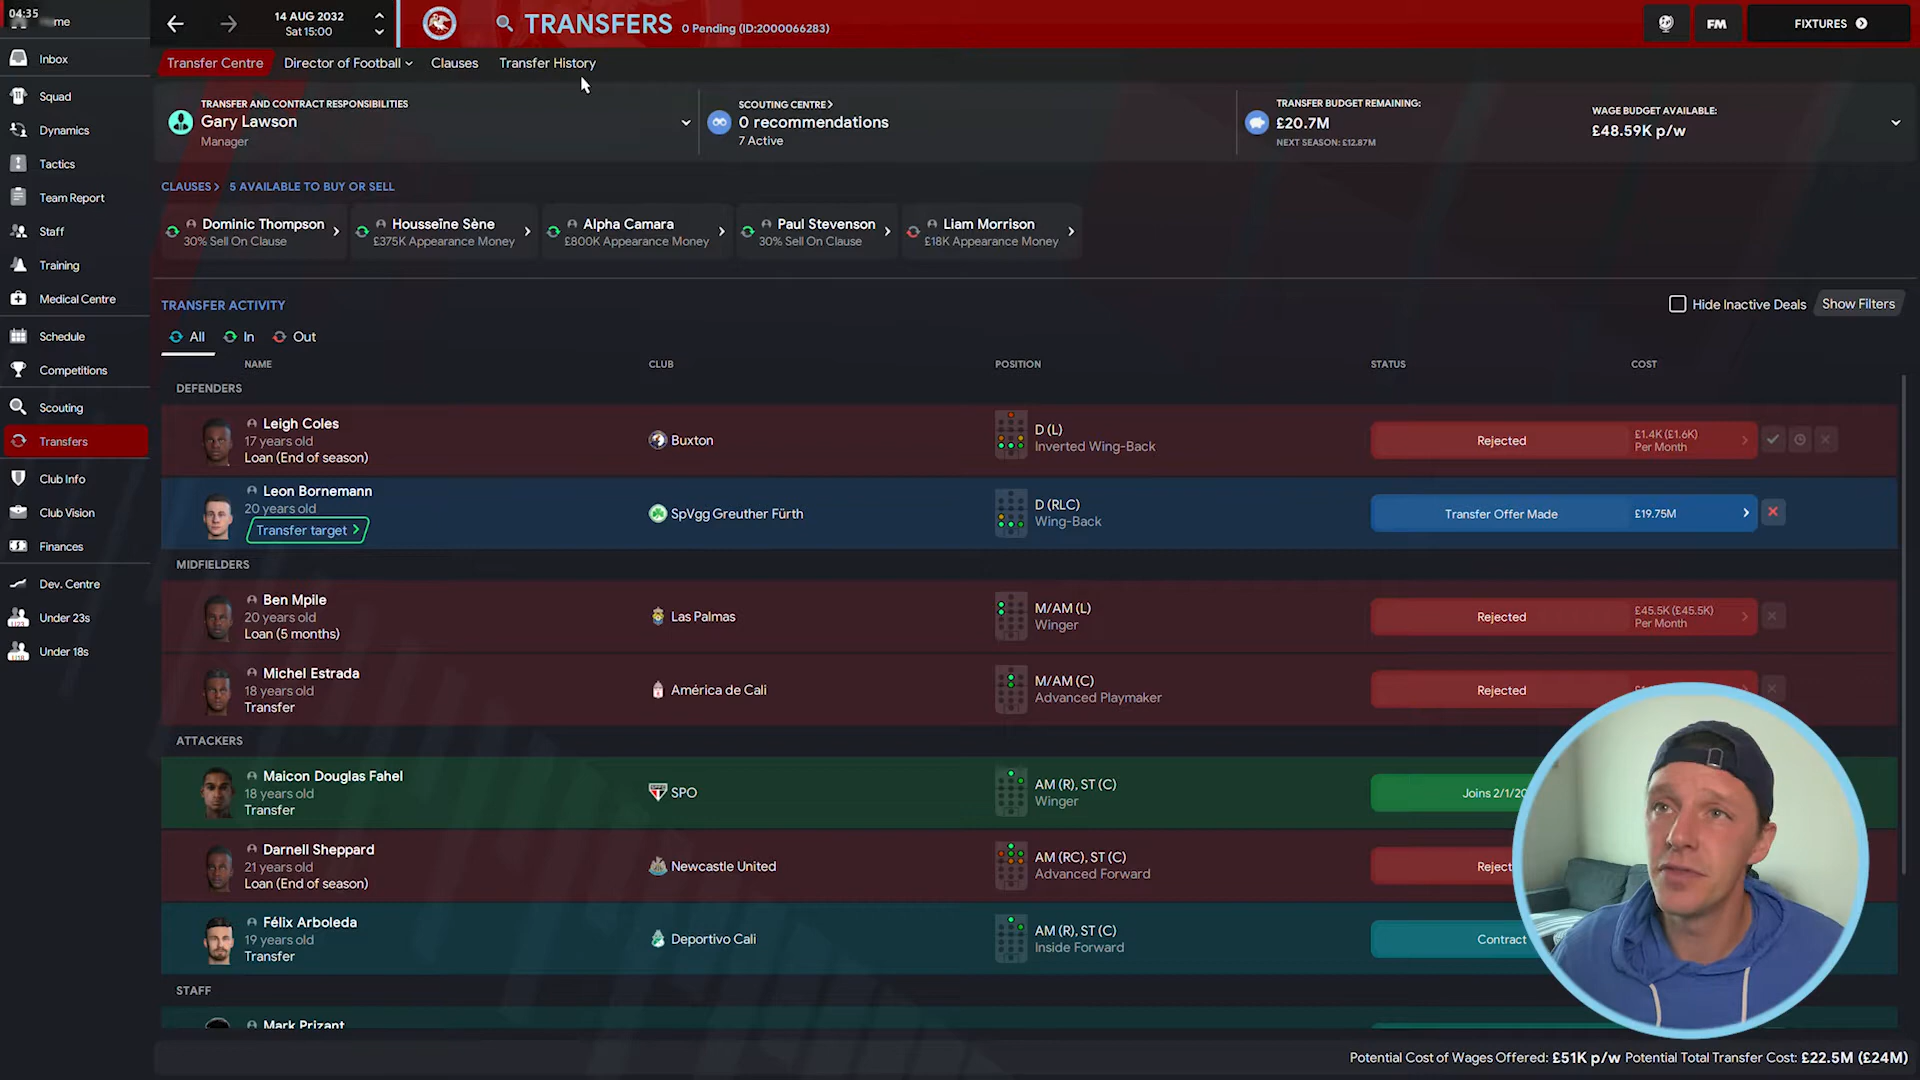 04:35
me
14 AUG 2032
Sat 15:00
TRANSFERS
0 Pending (ID:2000066283)
FM
FIXTURES
Transfer Centre
Director of Football
Clauses
Transfer History
Inbox
Squad
Dynamics
Tactics
Team Report
Staff
Training
Medical Centre
Schedule
Competitions
Scouting
Transfers
Club Info
Club Vision
Finances
Dev. Centre
Under 23s
Under 18s
TRANSFER AND CONTRACT RESPONSIBILITIES
Gary Lawson
Manager
SCOUTING CENTRE
0 recommendations
7 Active
TRANSFER BUDGET REMAINING:
£20.7M
NEXT SEASON: £12.87M
WAGE BUDGET AVAILABLE:
£48.59K p/w
CLAUSES
5 AVAILABLE TO BUY OR SELL
Dominic Thompson
30% Sell On Clause
Housseïne Sène
£375K Appearance Money
Alpha Camara
£800K Appearance Money
Paul Stevenson
30% Sell On Clause
Liam Morrison
£18K Appearance Money
TRANSFER ACTIVITY
Hide Inactive Deals
Show Filters
All
In
Out
NAME
CLUB
POSITION
STATUS
COST
DEFENDERS
Leigh Coles
17 years old
Loan (End of season)
Buxton
D (L)
Inverted Wing-Back
Rejected
£1.4K (£1.6K)
Per Month
Leon Bornemann
20 years old
Transfer target
SpVgg Greuther Fürth
D (RLC)
Wing-Back
Transfer Offer Made
£19.75M
MIDFIELDERS
Ben Mpile
20 years old
Loan (5 months)
Las Palmas
M/AM (L)
Winger
Rejected
£45.5K (£45.5K)
Per Month
Michel Estrada
18 years old
Transfer
América de Cali
M/AM (C)
Advanced Playmaker
Rejected
ATTACKERS
Maicon Douglas Fahel
18 years old
Transfer
SPO
AM (R), ST (C)
Winger
Joins 2/1/20
Darnell Sheppard
21 years old
Loan (End of season)
Newcastle United
AM (RC), ST (C)
Advanced Forward
Reject
Félix Arboleda
19 years old
Transfer
Deportivo Cali
AM (R), ST (C)
Inside Forward
Contract
STAFF
Mark Prizant
Potential Cost of Wages Offered: £51K p/w Potential Total Transfer Cost: £22.5M (£24M)